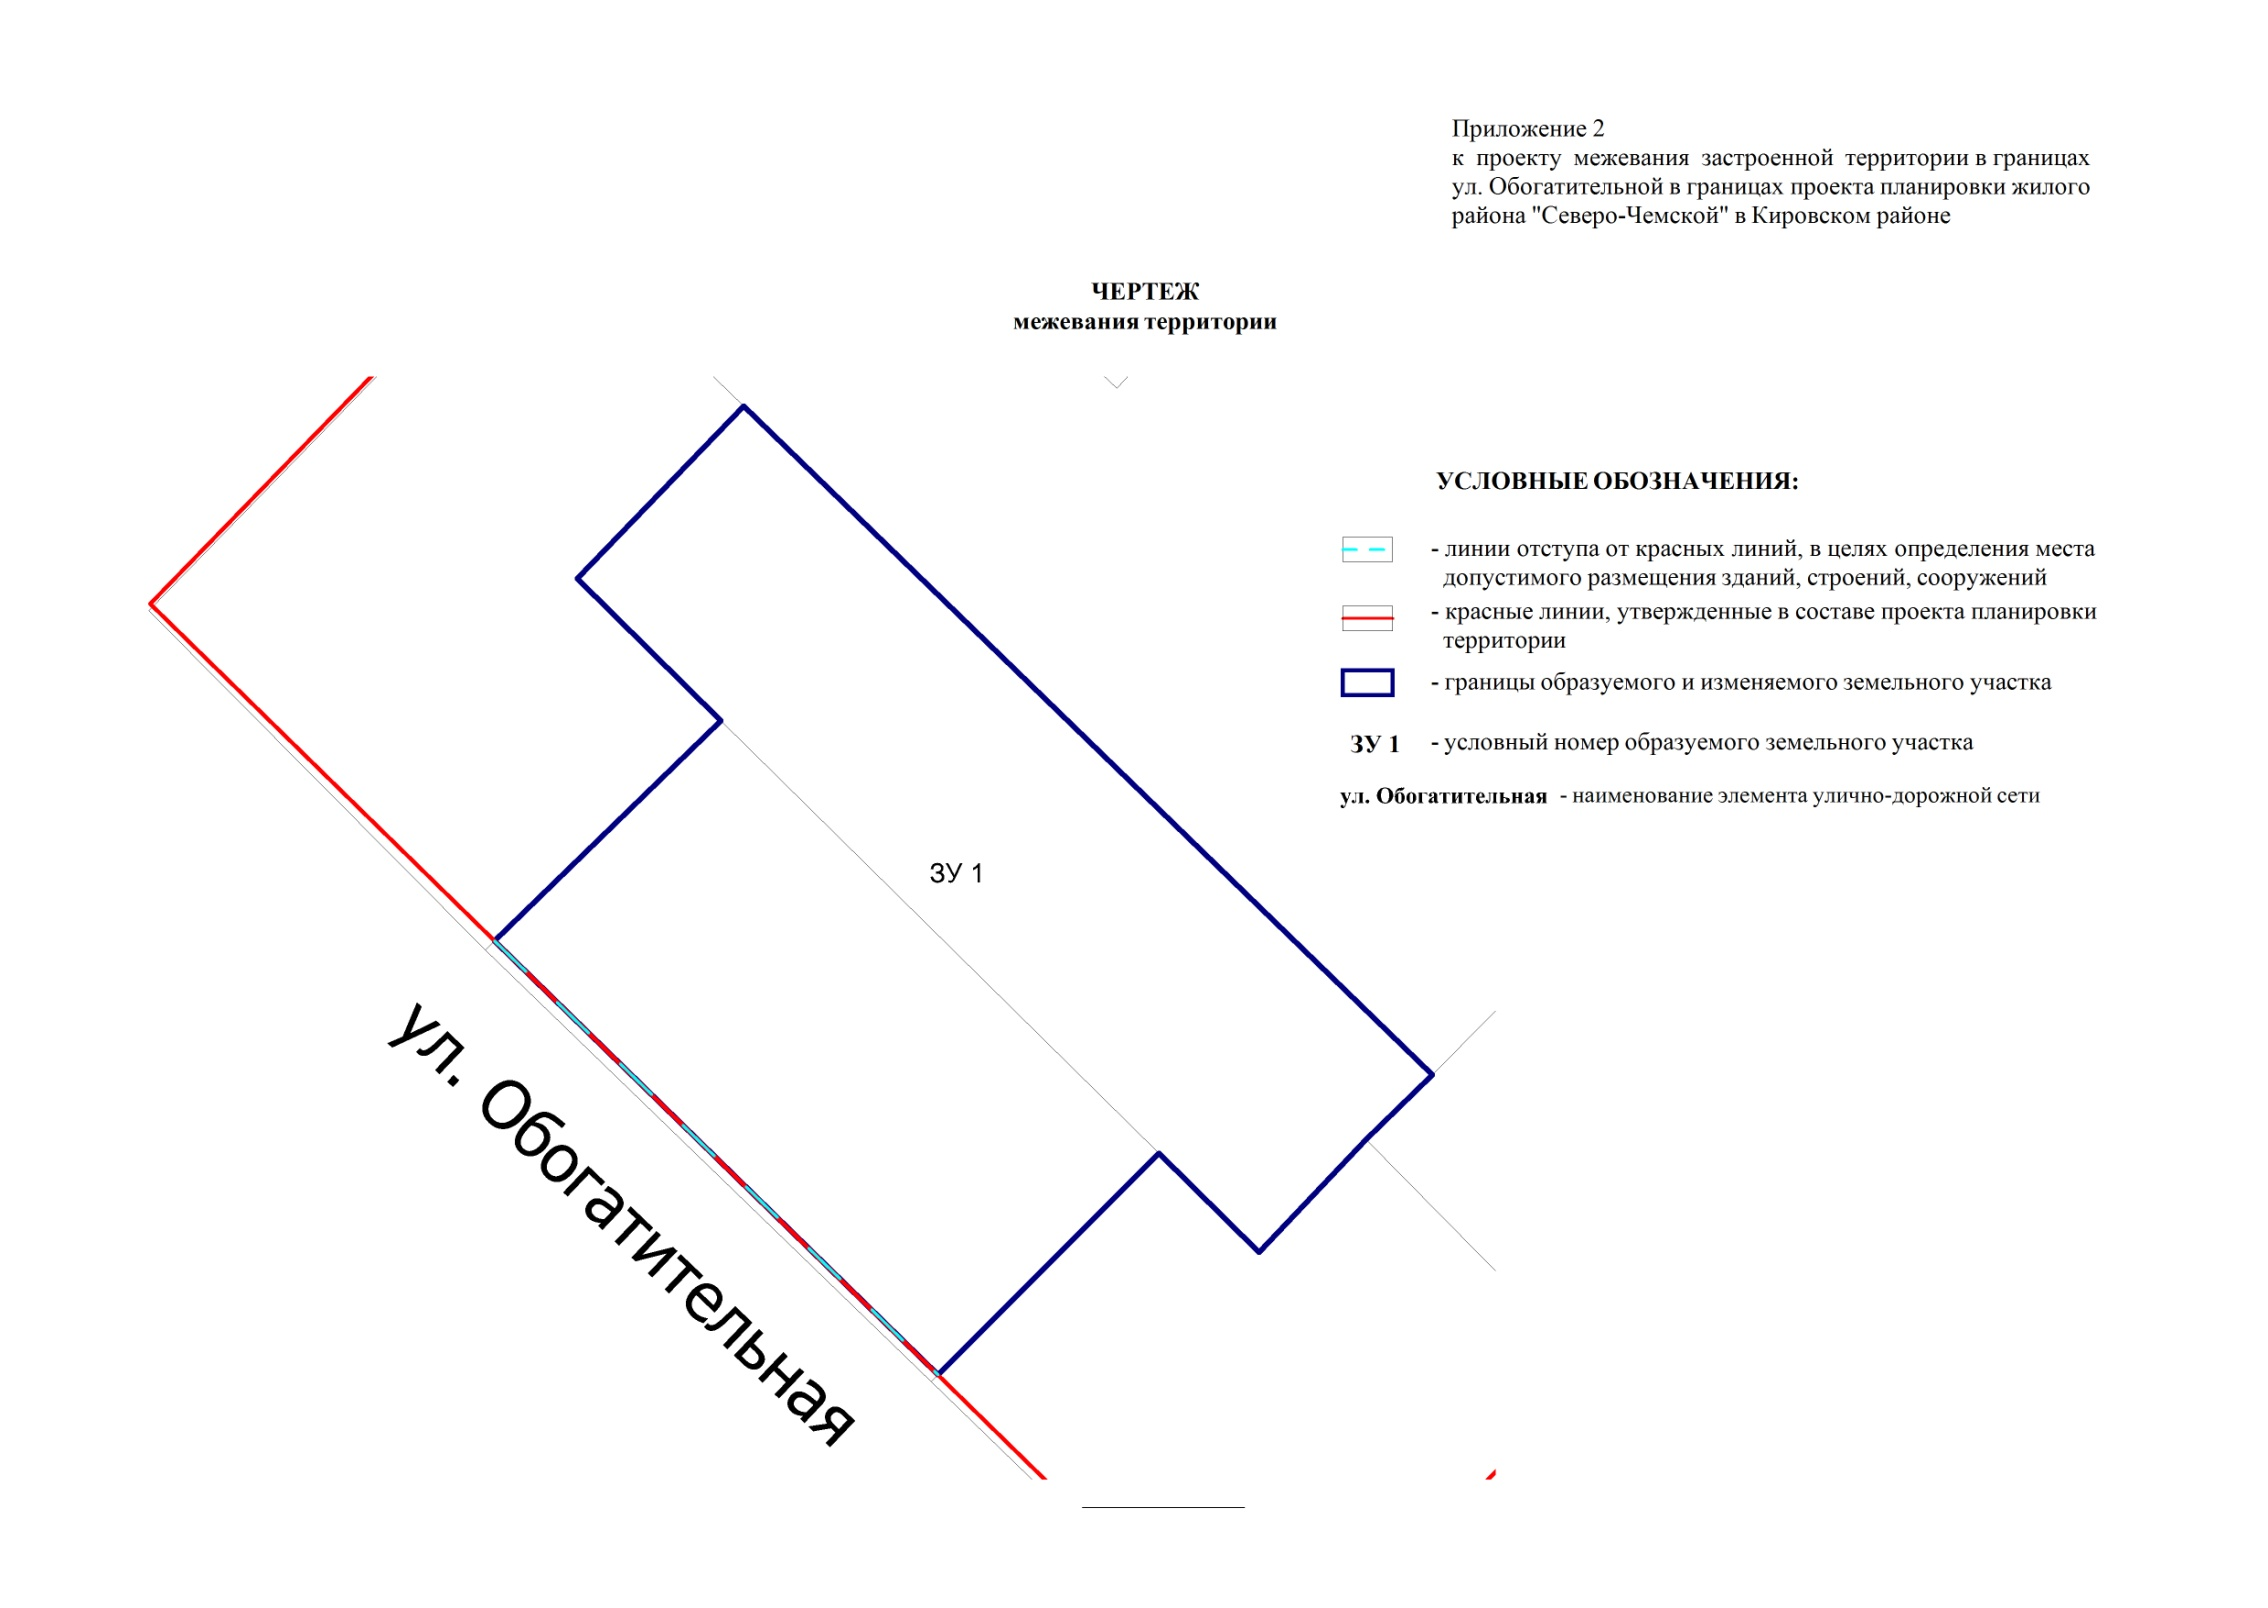 Приложение 2
к проекту межевания застроенной территории в границах
ул. Обогатительной в границах проекта планировки жилого
района "Северо-Чемской" в Кировском районе
ЧЕРТЕЖ
межевания территории
УСЛОВНЫЕ ОБОЗНАЧЕНИЯ:
- линии отступа от красных линий, в целях определения места
допустимого размещения зданий, строений, сооружений
- красные линии, утвержденные в составе проекта планировки
территории
- границы образуемого и изменяемого земельного участка
ЗУ 1 - условный номер образуемого земельного участка
ул. Обогатительная - наименование элемента улично-дорожной сети
ЗУ 1
ул. Обогатительная